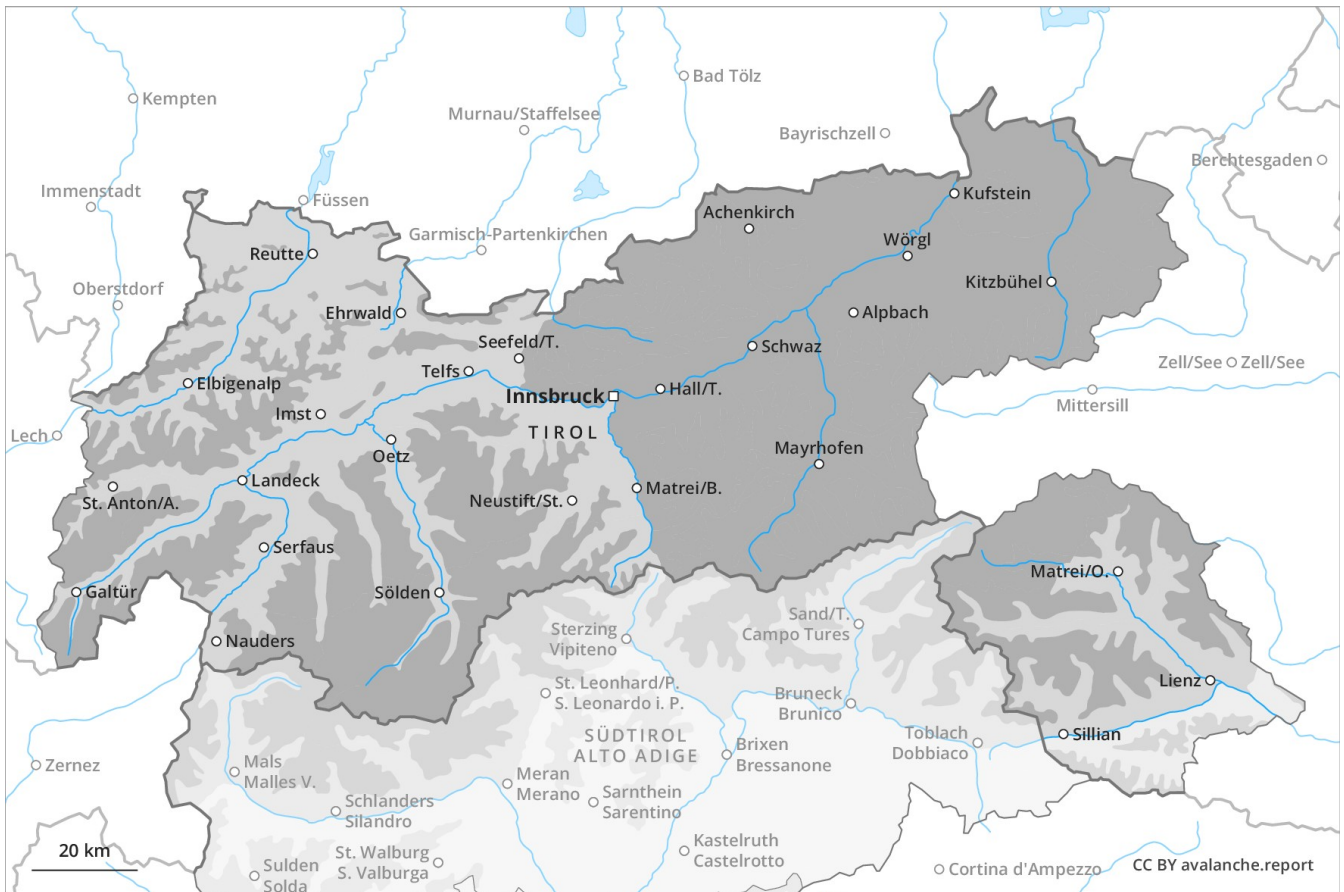 Kempten
Bad Tölz
Murnau/Staffelsee
Bayrischzell
Berchtesgaden
Immenstadt
Füssen
Kufstein
Achenkirch
Garmisch-Partenkirchen
Wörgl
Reutte
Oberstdorf
Kitzbühel
Ehrwald
Alpbach
Seefeld/T.
Schwaz
Zell/See
Zell/See
Telfs
Elbigenalp
Hall/T.
Innsbruck
Mittersill
Imst
Lech
TIROL
Oetz
Mayrhofen
Landeck
Matrei/B.
St. Anton/A.
Neustift/St.
Serfaus
Matrei/O.
Galtür
Sölden
Sand/T.
Campo Tures
Nauders
Sterzing
Vipiteno
Lienz
St. Leonhard/P.
S. Leonardo i. P.
Bruneck
Brunico
Sillian
Toblach
Dobbiaco
SÜDTIROL
ALTO ADIGE
Brixen
Bressanone
Zernez
Mals
Malles V.
Meran
Merano
Sarnthein
Sarentino
Schlanders
Silandro
Kastelruth
Castelrotto
20 km
St. Walburg
S. Valburga
Sulden
Solda
Cortina d'Ampezzo
CC BY avalanche.report